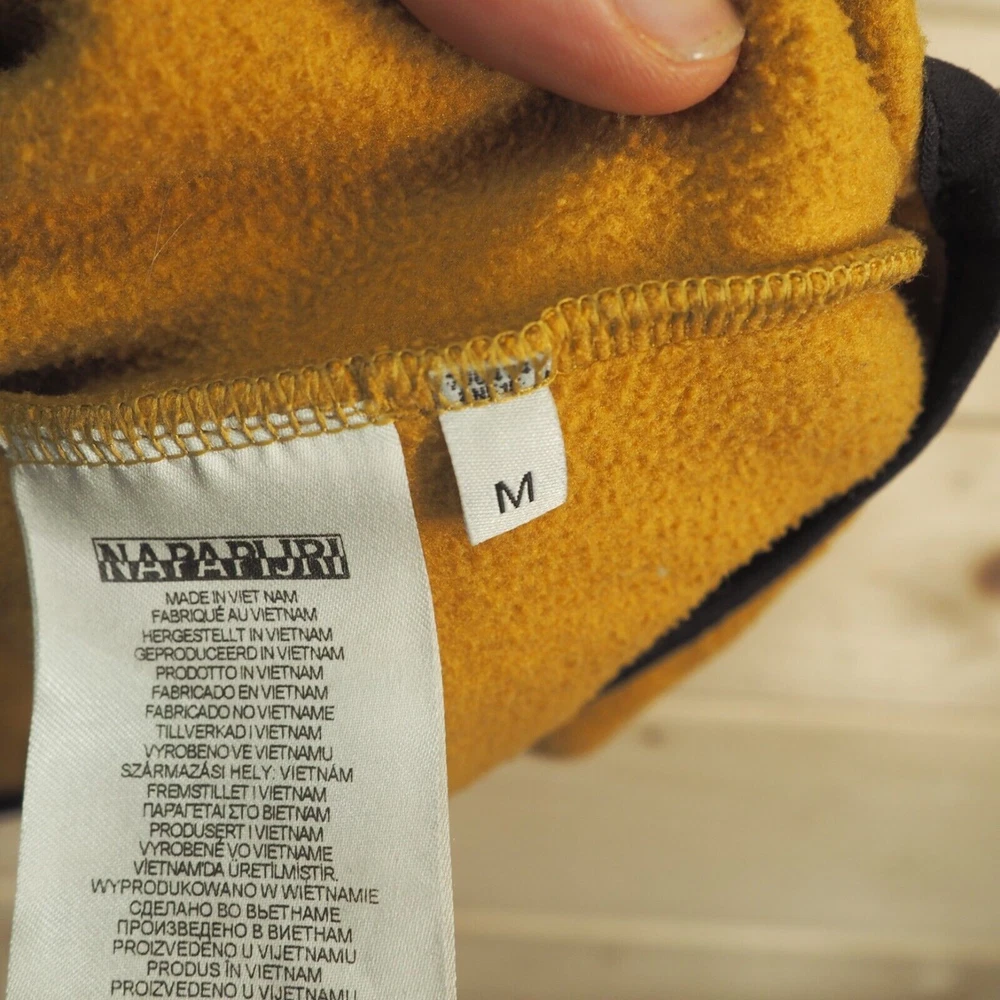 M
NAPAPIJRI
MADE IN VIET NAM
FABRIQUÉ AU VIETNAM
HERGESTELLT IN VIETNAM
GEPRODUCEERD IN VIETNAM
PRODOTTO IN VIETNAM
FABRICADO EN VIETNAM
FABRICADO NO VIETNAME
TILLVERKAD I VIETNAM
VYROBENO VE VIETNAMU
SZÁRMAZÁSI HELY: VIETNÁM
FREMSTILLET I VIETNAM
ΠΑΡΑΓΕΤΑΙ ΣΤΟ ΒΙΕΤΝΑΜ
PRODUSERT I VIETNAM
VYROBENÉ VO VIETNAME
VİETNAM'DA ÜRETİLMİŞTİR.
WYPRODUKOWANO W WIETNAMIE
СДЕЛАНО ВО ВЬЕТНАМЕ
ПРОИЗВЕДЕНО В ВИЕТНАМ
PROIZVEDENO U VIJETNAMU
PRODUS ÎN VIETNAM
PROIZVEDENO U VIJETNAMU